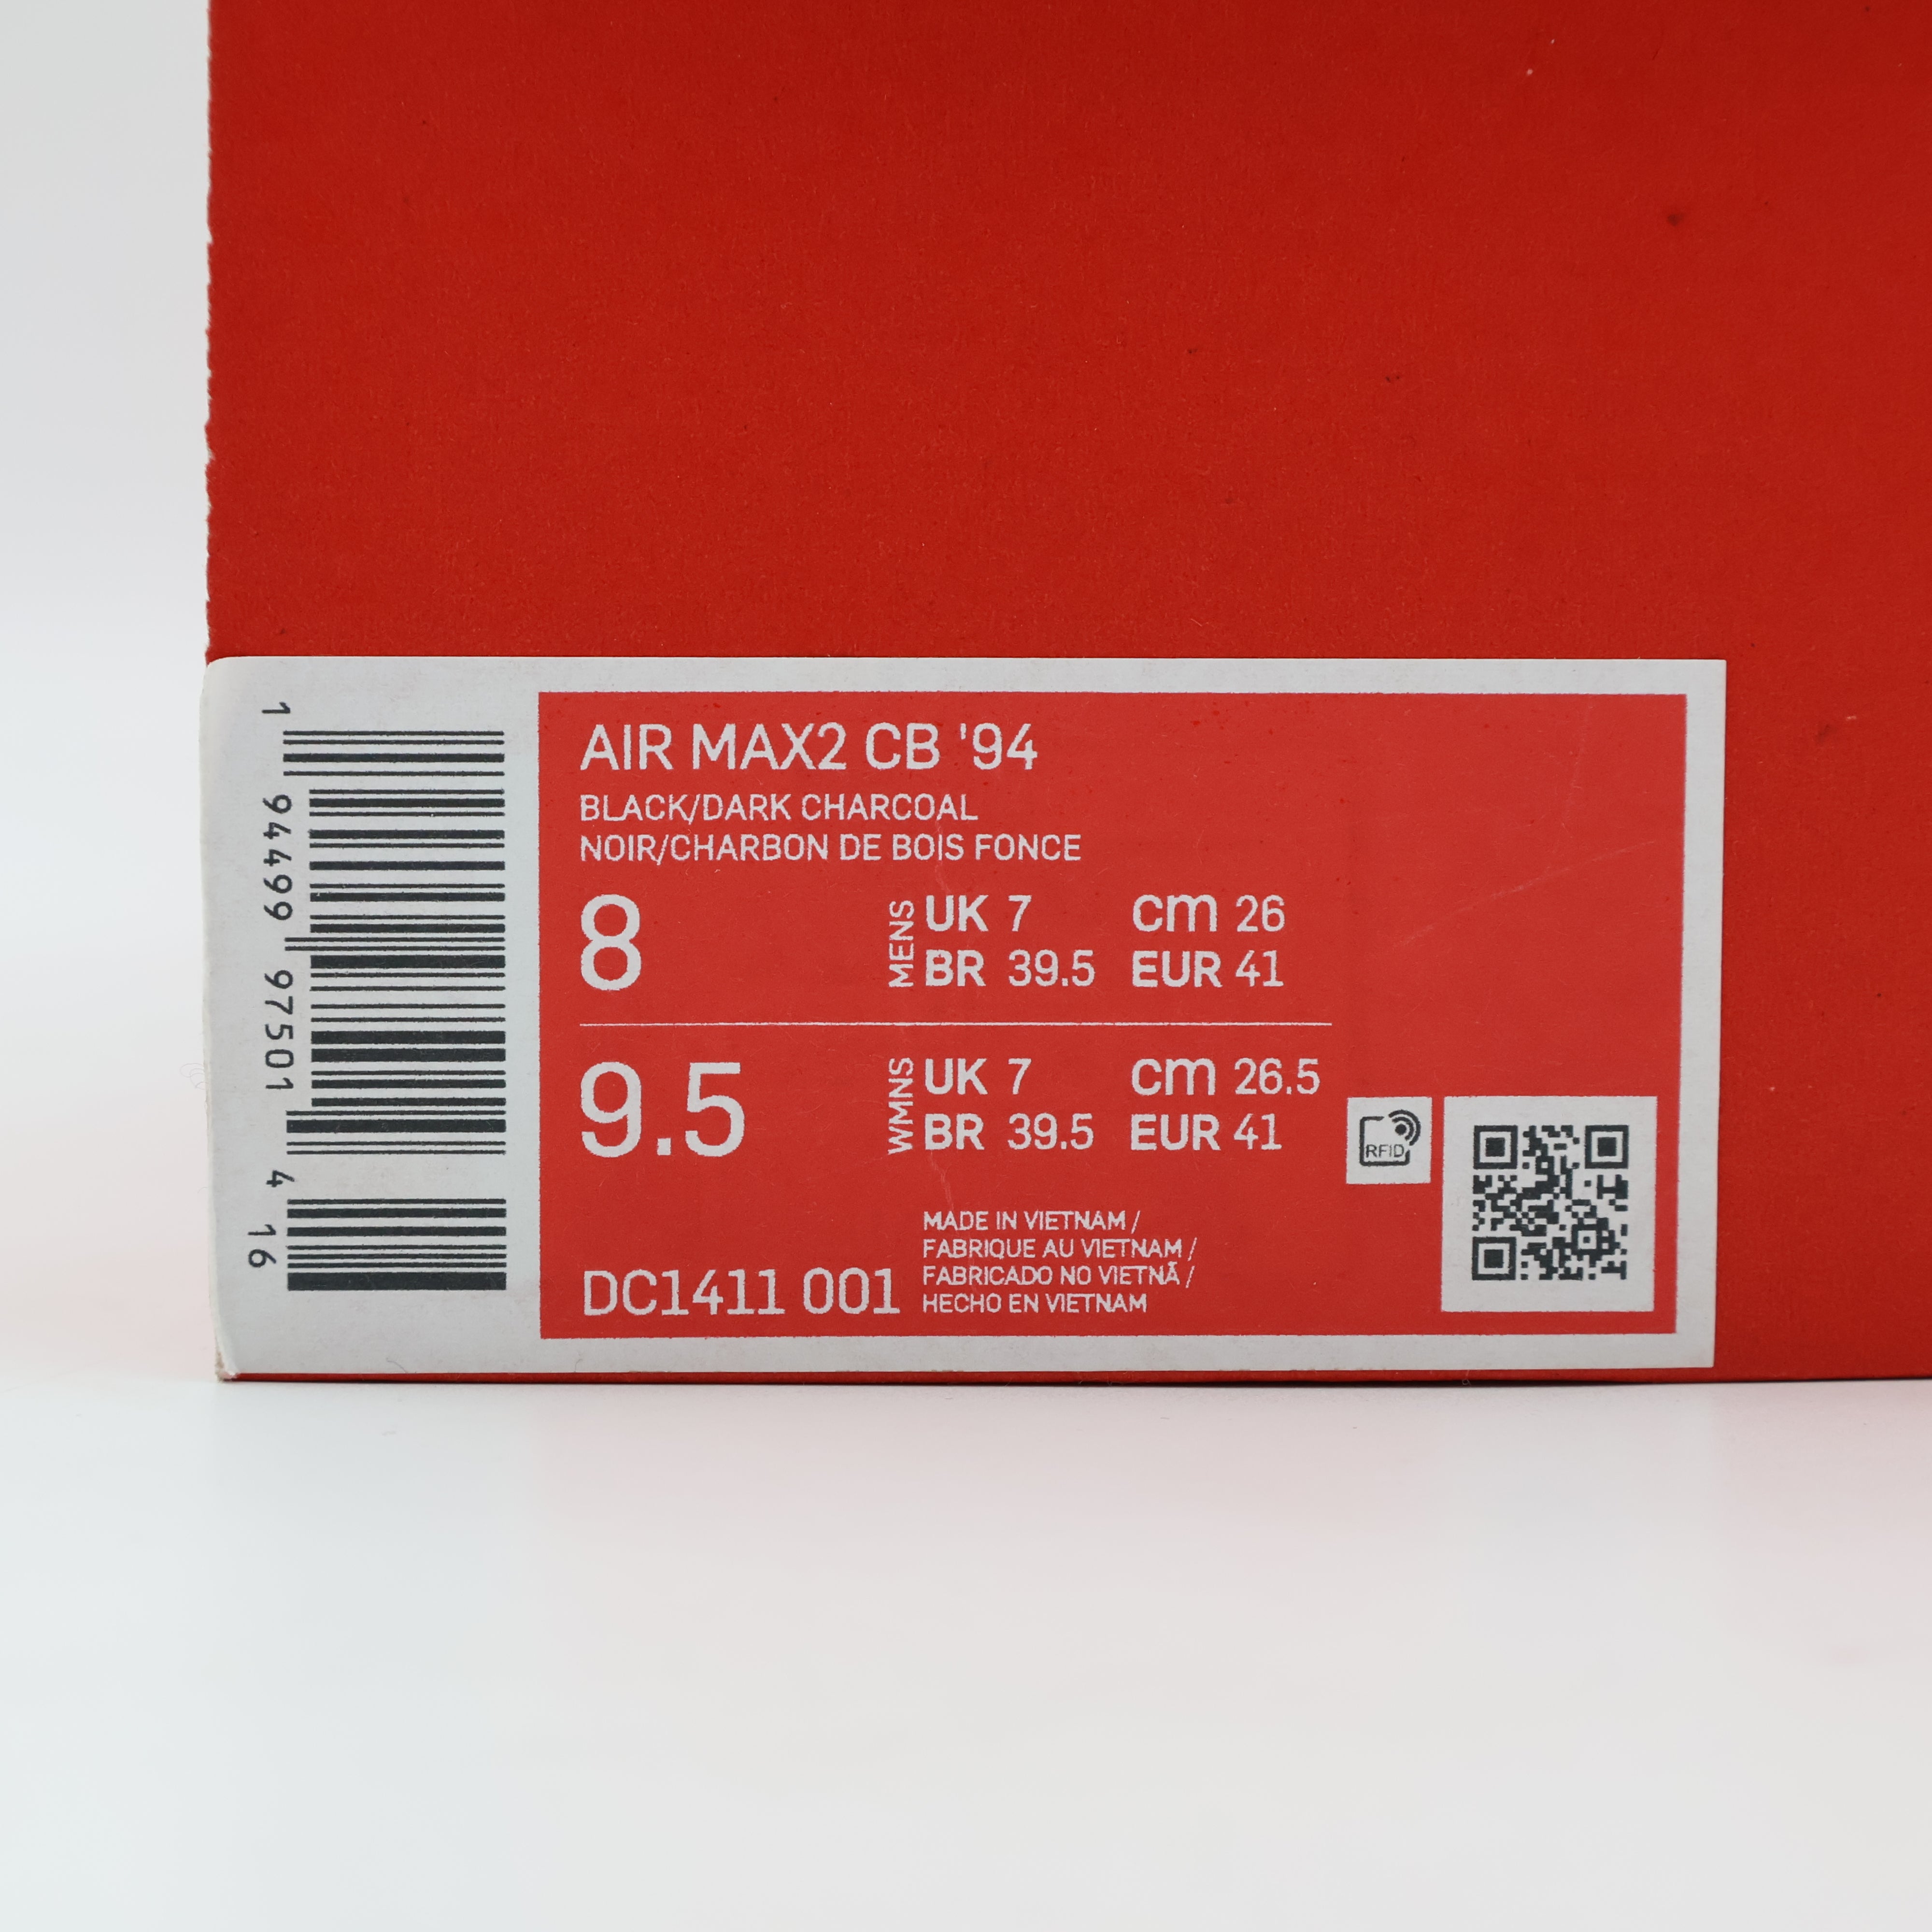 AIR MAX2 CB '94
BLACK/DARK CHARCOAL
NOIR/CHARBON DE BOIS FONCE
8 MENS UK 7 cm 26
BR 39.5 EUR 41
9.5 WMNS UK 7 cm 26.5
BR 39.5 EUR 41
RFID
MADE IN VIETNAM /
FABRIQUE AU VIETNAM /
FABRICADO NO VIETNÃ /
HECHO EN VIETNAM
DC1411 001
1 94499 97501 4
16